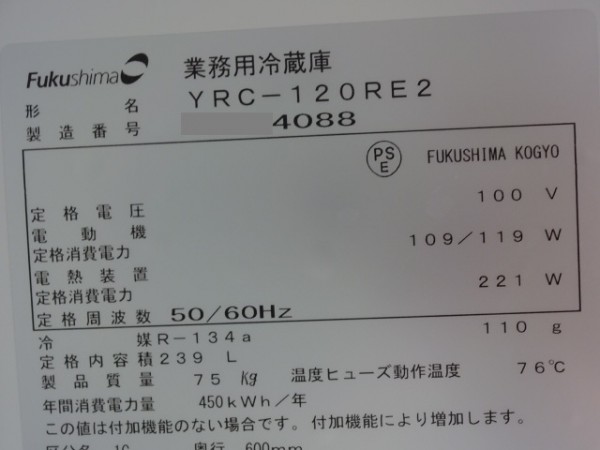 Fukushima
業務用冷蔵庫
形名 YRC-120RE2
製造番号 4088
PSE FUKUSHIMA KOGYO
定格電圧 100 V
電動機
定格消費電力 109/119 W
電熱装置
定格消費電力 221 W
定格周波数 50/60Hz
冷媒 R-134a 110 g
定格内容積 239 L
製品質量 75 Kg 温度ヒューズ動作温度 76℃
年間消費電力量 450kWh/年
この値は付加機能のない場合です。付加機能により増加します。
奥行 600mm